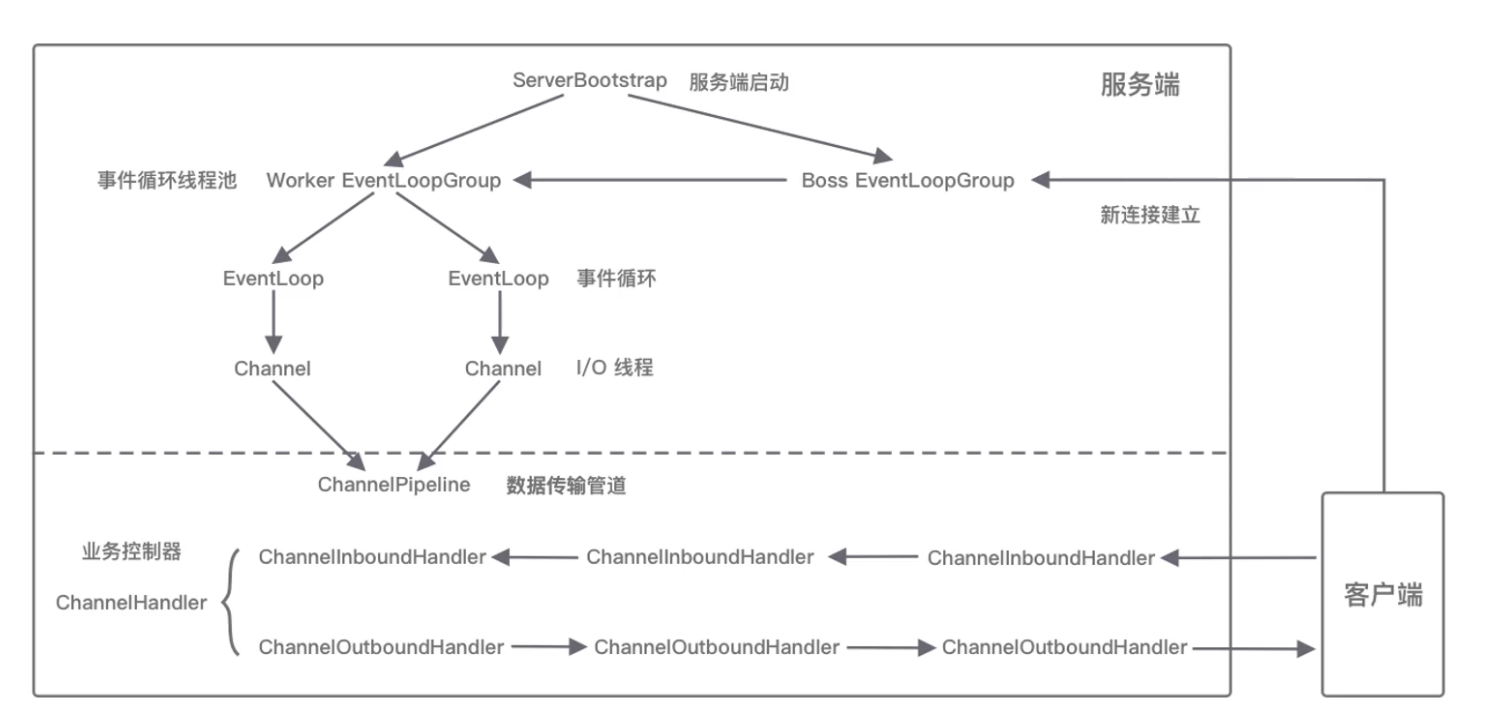 ServerBootstrap 服务端启动
服务端
事件循环线程池 Worker EventLoopGroup
Boss EventLoopGroup
新连接建立
EventLoop
EventLoop 事件循环
Channel
Channel I/O 线程
ChannelPipeline 数据传输管道
业务控制器
ChannelHandler
ChannelInboundHandler
ChannelInboundHandler
ChannelInboundHandler
ChannelOutboundHandler
ChannelOutboundHandler
ChannelOutboundHandler
客户端